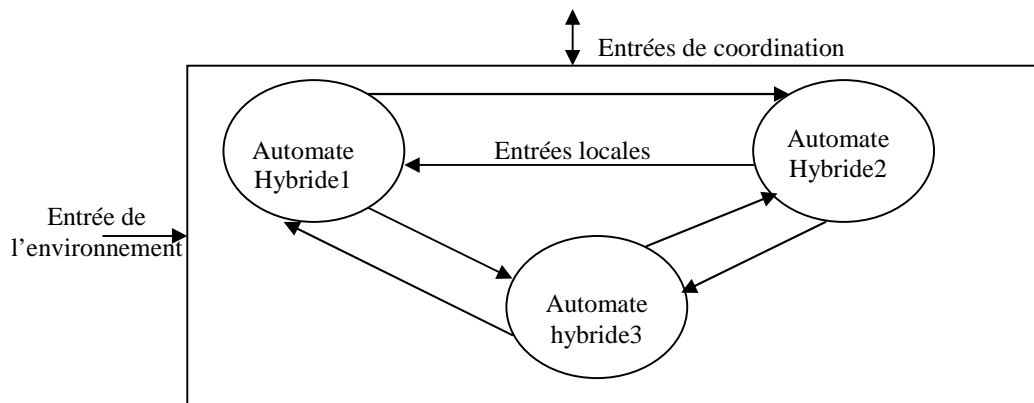 Entrées de coordination
Automate
Hybride1
Entrées locales
Automate
Hybride2
Entrée de
l'environnement
Automate
hybride3